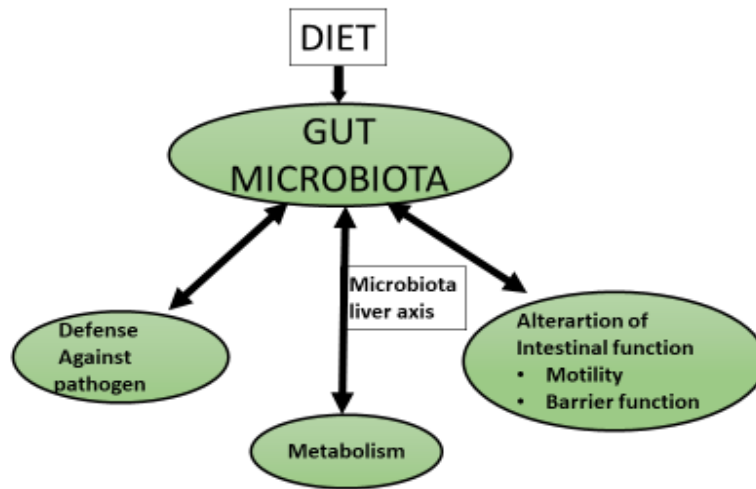 DIET
GUT
MICROBIOTA
Microbiota
liver axis
Defense
Against
pathogen
Alterartion of
Intestinal function
• Motility
• Barrier function
Metabolism